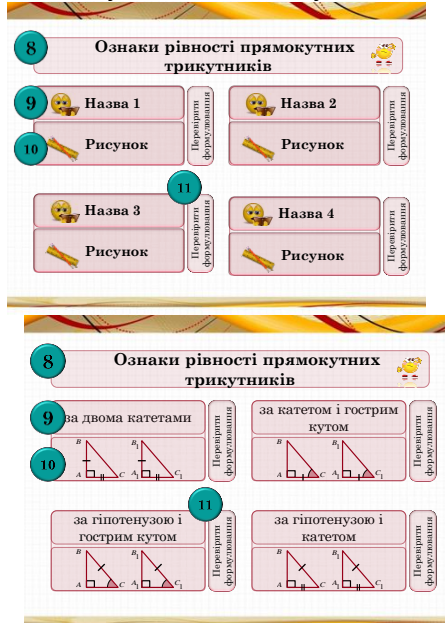 8
Ознаки рівності прямокутних
трикутників
9
Назва 1
Перевірити
формулювання
10
Рисунок
Назва 2
Перевірити
формулювання
Рисунок
11
Назва 3
Перевірити
формулювання
Рисунок
Назва 4
Перевірити
формулювання
Рисунок
8
Ознаки рівності прямокутних
трикутників
9
за двома катетами
Перевірити
формулювання
10
B
A
C
B1
A1
C1
за катетом і гострим
кутом
Перевірити
формулювання
B
A
C
B1
A1
C1
11
за гіпотенузою і
гострим кутом
Перевірити
формулювання
B
A
C
B1
A1
C1
за гіпотенузою і
катетом
Перевірити
формулювання
B
A
C
B1
A1
C1